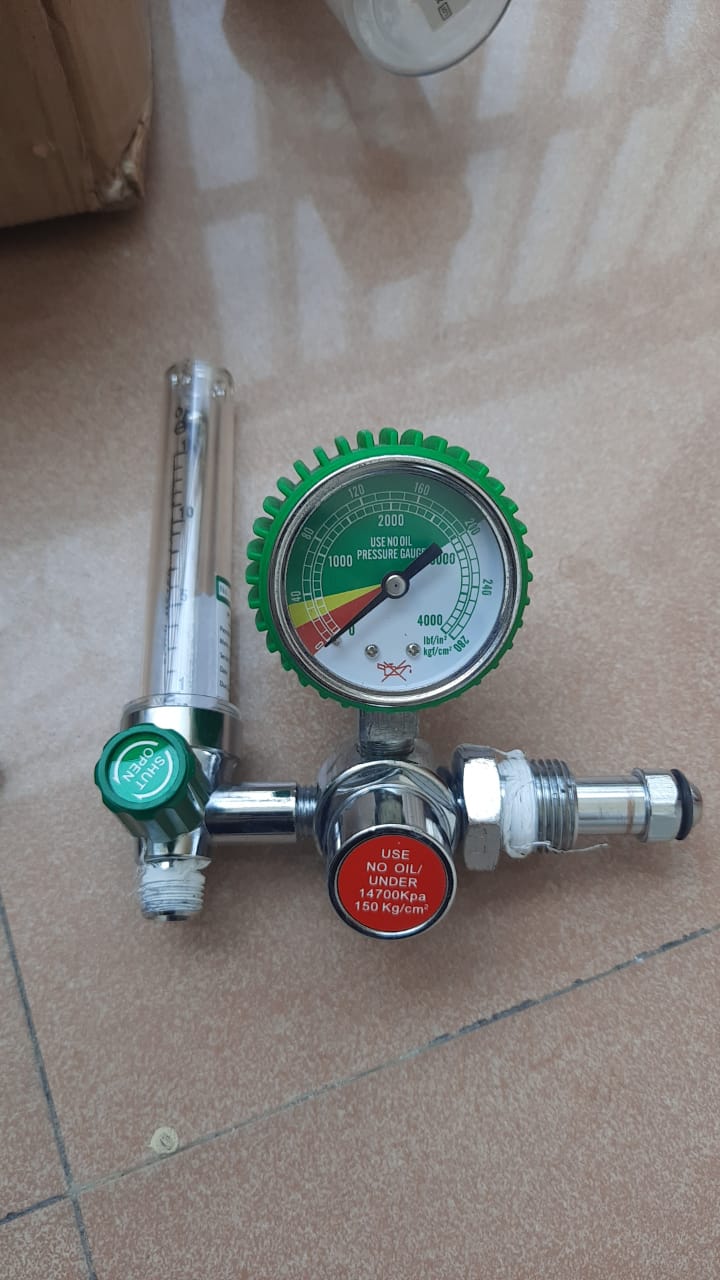 120
160
80
200
2000
USE NO OIL
PRESSURE GAUGE
1000
3000
40
240
0
0
4000
lbf/in²
kgf/cm²
280
10
5
1
SHUT
OPEN
USE
NO OIL/
UNDER
14700Kpa
150 Kg/cm²